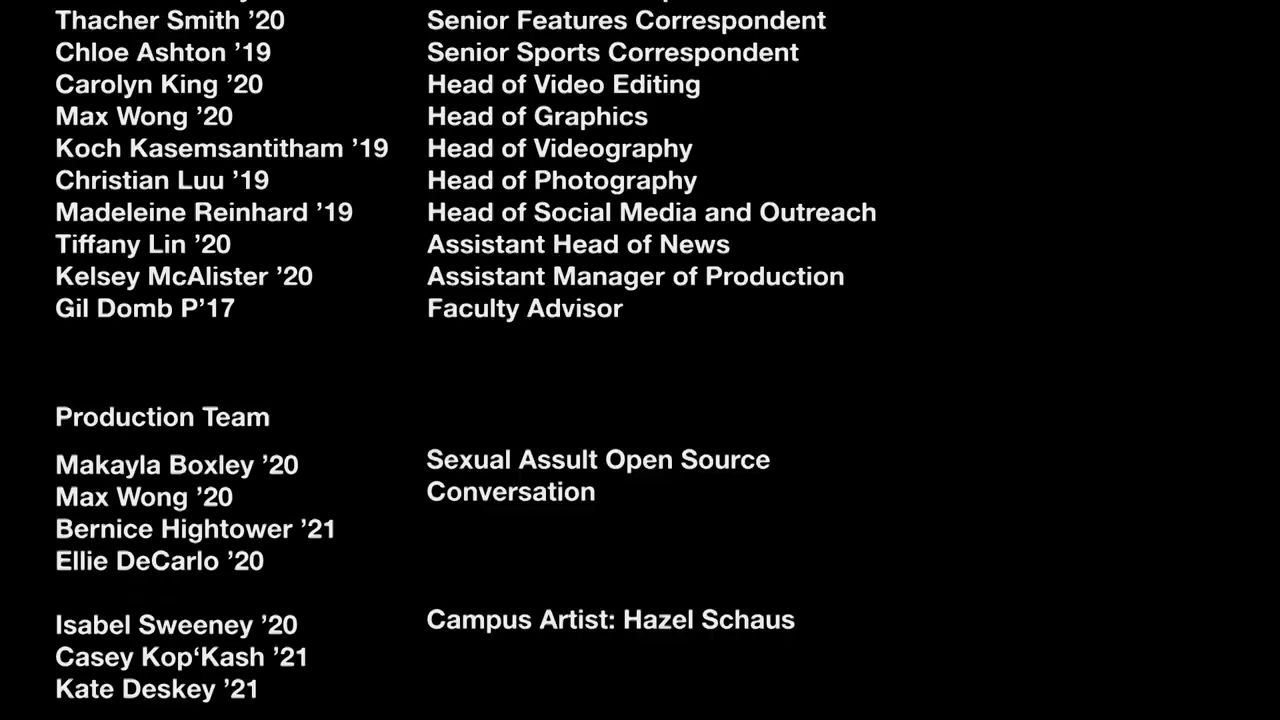 Thacher Smith ’20 Senior Features Correspondent
Chloe Ashton ’19 Senior Sports Correspondent
Carolyn King ’20 Head of Video Editing
Max Wong ’20 Head of Graphics
Koch Kasemsantitham ’19 Head of Videography
Christian Luu ’19 Head of Photography
Madeleine Reinhard ’19 Head of Social Media and Outreach
Tiffany Lin ’20 Assistant Head of News
Kelsey McAlister ’20 Assistant Manager of Production
Gil Domb P’17 Faculty Advisor
Production Team
Makayla Boxley ’20 Sexual Assult Open Source
Max Wong ’20 Conversation
Bernice Hightower ’21
Ellie DeCarlo ’20
Isabel Sweeney ’20 Campus Artist: Hazel Schaus
Casey Kop‘Kash ’21
Kate Deskey ’21